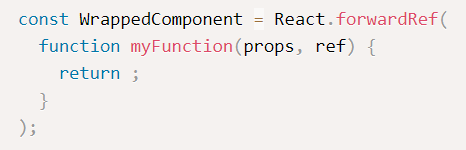 const WrappedComponent = React.forwardRef(
  function myFunction(props, ref) {
    return ;
  }
);